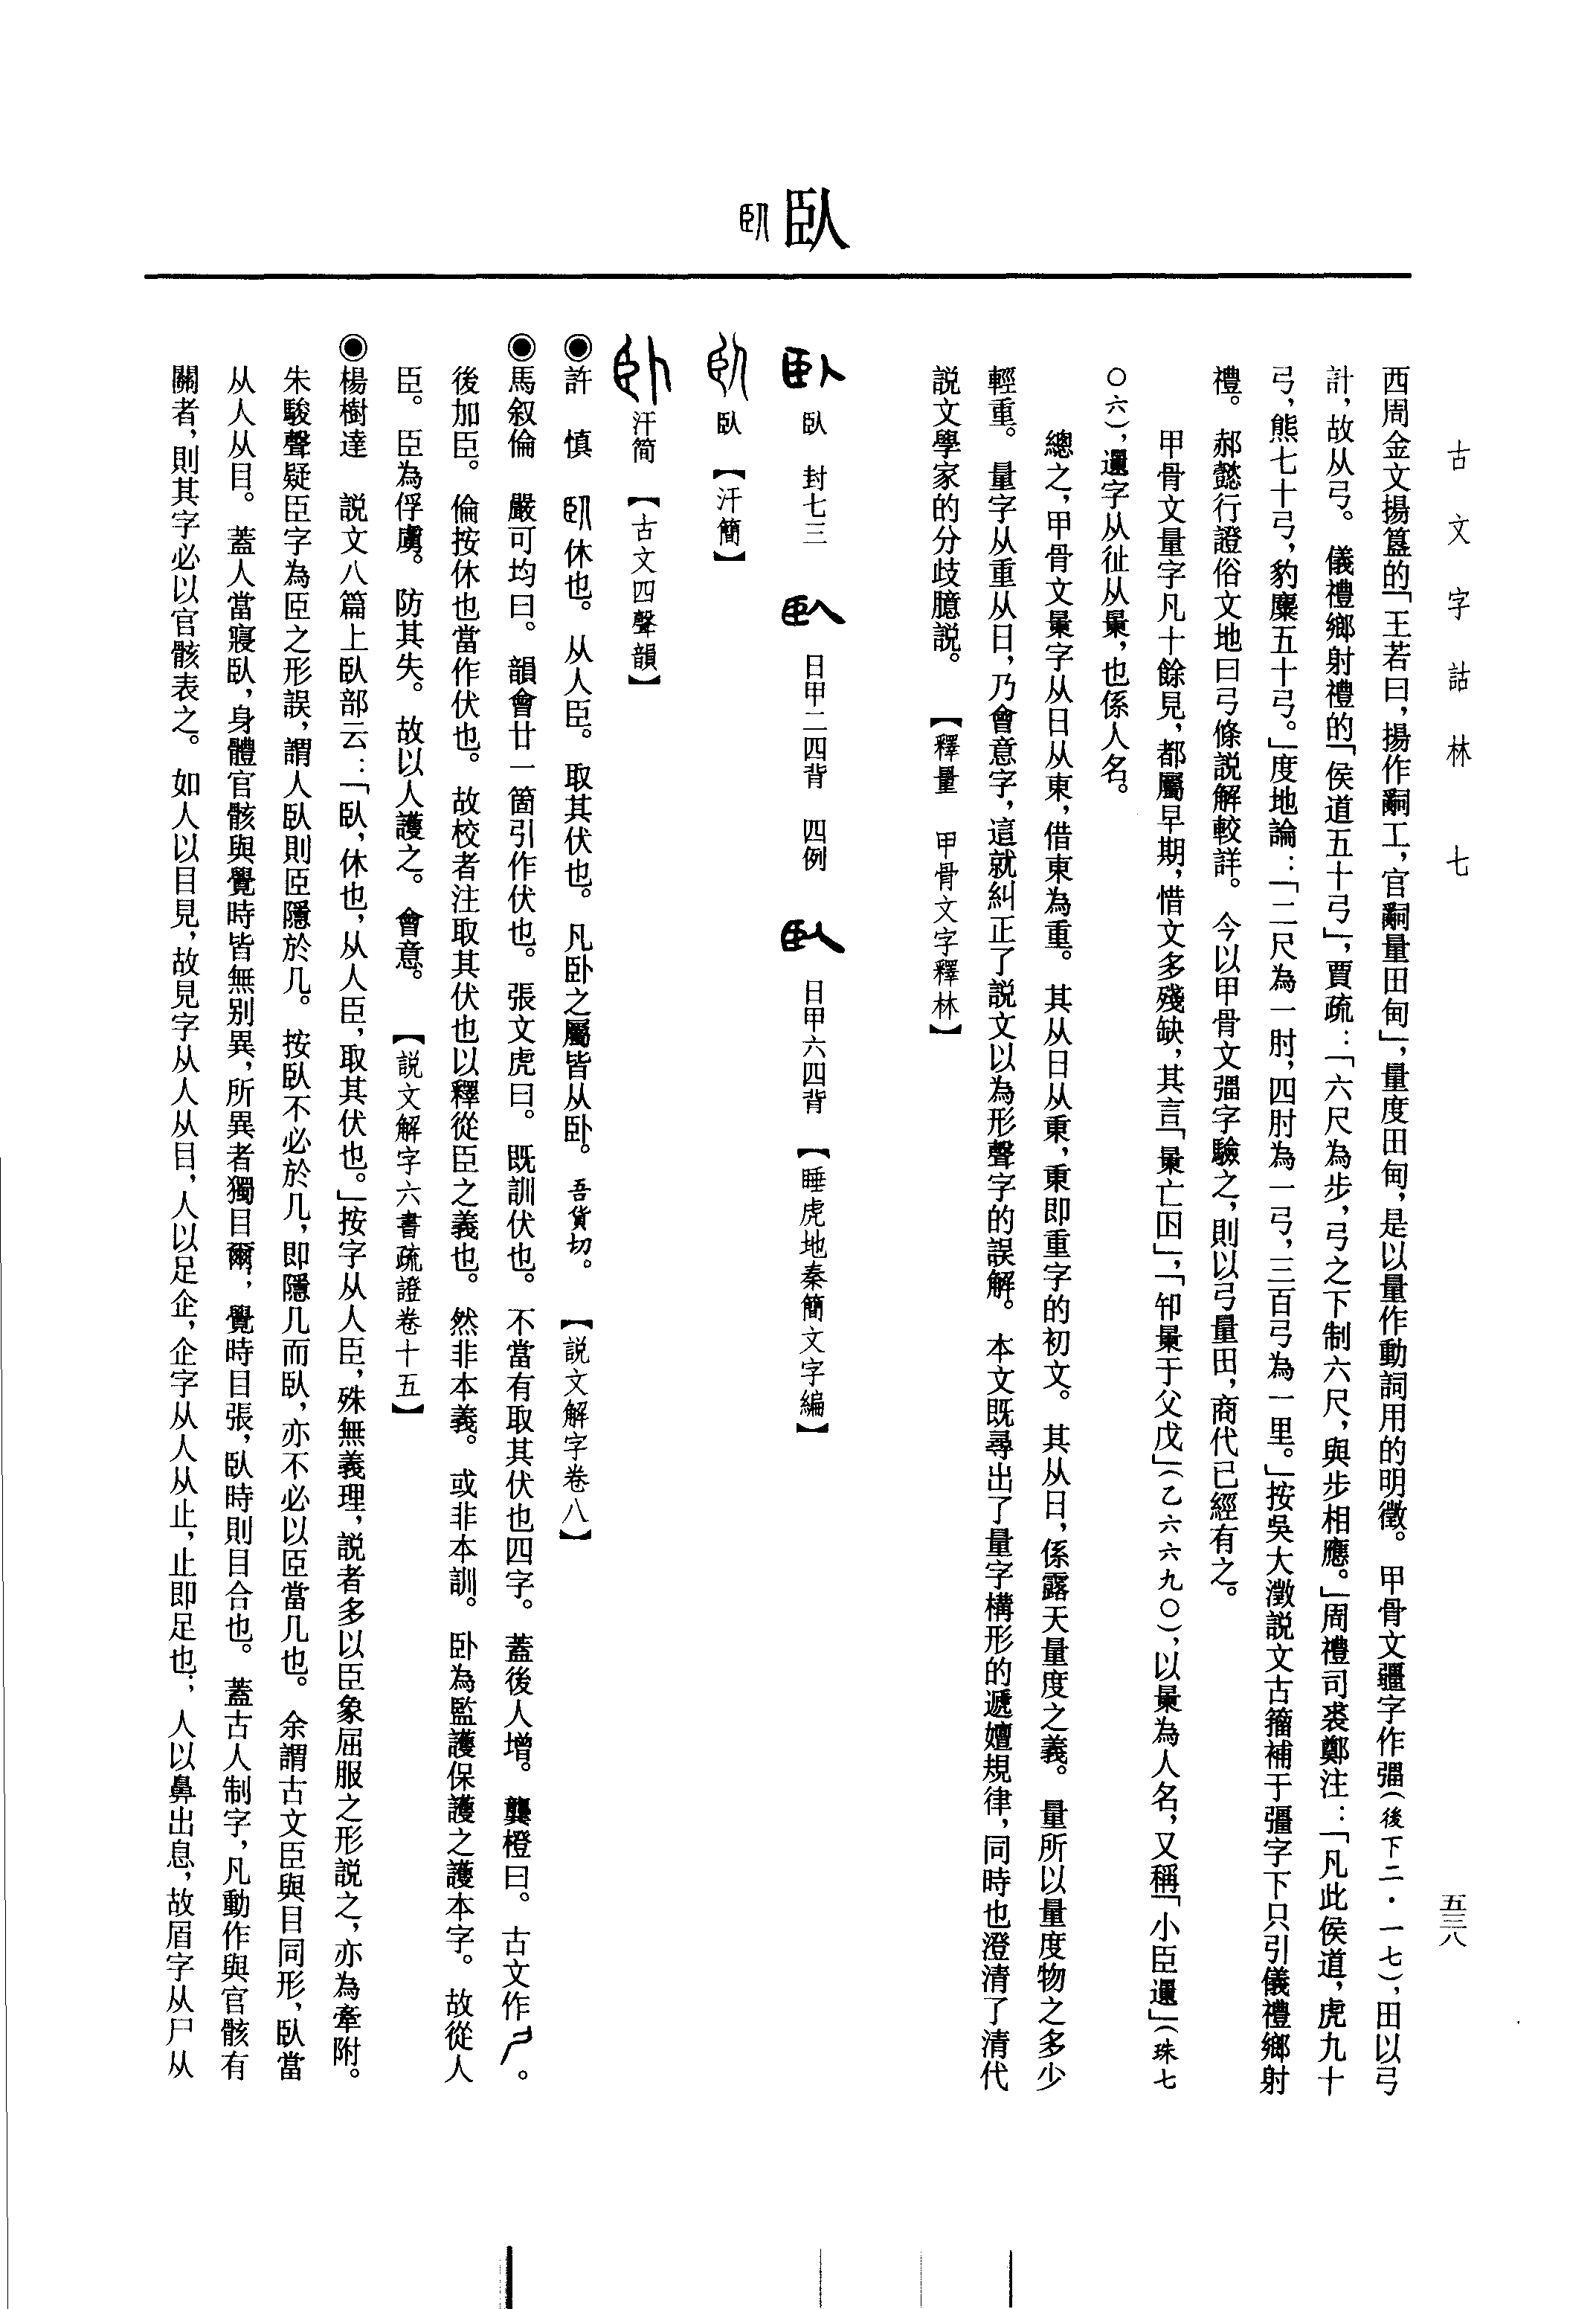 古文字詁林　七
五三八
西周金文揚簋的「王若曰，揚作嗣工，官嗣量田甸」，量度田甸，是以量作動詞用的明徵。甲骨文疆字作畺（後下二・一七），田以弓
計，故从弓。儀禮鄉射禮的「侯道五十弓」，賈疏：「六尺為步，弓之下制六尺，與步相應。」周禮司裘鄭注：「凡此侯道，虎九十
弓，熊七十弓，豹麋五十弓。」度地論：「二尺為一肘，四肘為一弓，三百弓為一里。」按吳大澂說文古籀補于彊字下只引儀禮鄉射
禮。郝懿行證俗文地曰弓條説解較詳。今以甲骨文彊字驗之，則以弓量田，商代已經有之。
甲骨文量字凡十餘見，都屬早期，惜文多殘缺，其言「量亡囚」，「卯量于父戊」（乙六六九〇），以量為人名，又稱「小臣」（珠七
〇六），字从彳止从量，也係人名。
總之，甲骨文量字从日从東，借東為重。其从日从重，重即重字的初文。其从日，係露天量度之義。量所以量度物之多少
輕重。量字从重从日，乃會意字，這就糾正了説文以為形聲字的誤解。本文既尋出了量字構形的遞嬗規律，同時也澄清了清代
説文學家的分歧臆説。【釋量　甲骨文字釋林】
臥
臥　封七三　日甲二四背　四例　日甲六四背　【睡虎地秦簡文字編】
臥　【汗簡】
汗简　【古文四聲韻】
◉許　慎　臥休也。从人臣。取其伏也。凡卧之屬皆从卧。吾貨切。【説文解字卷八】
◉馬叙倫　嚴可均曰。韻會廿一箇引作伏也。張文虎曰。既訓伏也。不當有取其伏也四字。蓋後人增。龔橙曰。古文作。
後加臣。倫按休也當作伏也。故校者注取其伏也以釋從臣之義也。然非本義。或非本訓。卧為監護保護之護本字。故從人
臣。臣為俘虜。防其失。故以人護之。會意。【説文解字六書疏證卷十五】
◉楊樹達　説文八篇上臥部云：「臥，休也，从人臣，取其伏也。」按字从人臣，殊無義理，説者多以臣象屈服之形説之，亦為牽附。
朱駿聲疑臣字為𦣞之形誤，謂人臥則𦣞隱於几。按臥不必於几，即隱几而臥，亦不必以𦣞當几也。余謂古文臣與目同形，臥當
从人从目。蓋人當寢臥，身體官骸與覺時皆無別異，所異者獨目爾；覺時目張，臥時則目合也。蓋古人制字，凡動作與官骸有
關者，則其字必以官骸表之。如人以目見，故見字从人从目，人以足企，企字从人从止，止即足也；人以鼻出息，故眉字从尸从